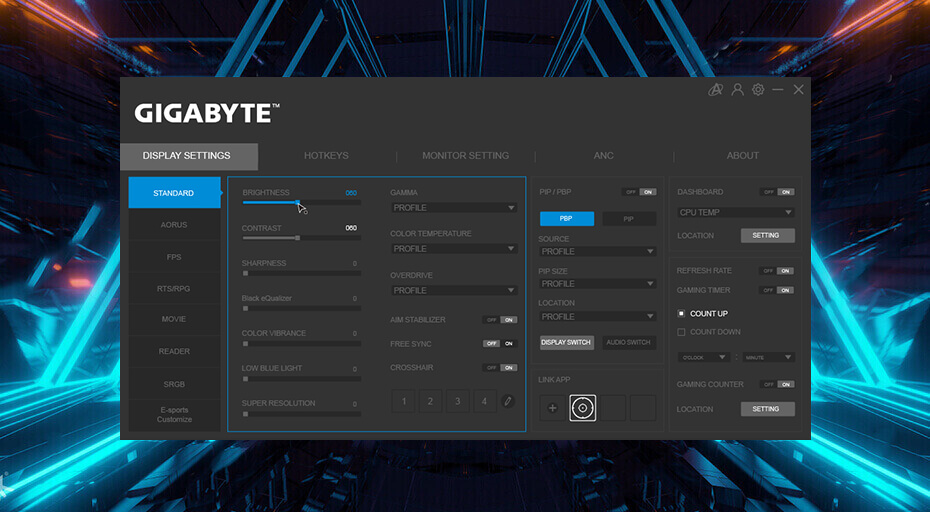 GIGABYTE™
DISPLAY SETTINGS
HOTKEYS
MONITOR SETTING
ANC
ABOUT
STANDARD
AORUS
FPS
RTS/RPG
MOVIE
READER
SRGB
E-sports
Customize
BRIGHTNESS 060
CONTRAST 060
SHARPNESS 0
Black eQualizer 0
COLOR VIBRANCE 0
LOW BLUE LIGHT 0
SUPER RESOLUTION 0
GAMMA
PROFILE
COLOR TEMPERATURE
PROFILE
OVERDRIVE
PROFILE
AIM STABILIZER OFF ON
FREE SYNC OFF ON
CROSSHAIR OFF ON
1 2 3 4
PIP / PBP OFF ON
PBP PIP
SOURCE
PROFILE
PIP SIZE
PROFILE
LOCATION
PROFILE
DISPLAY SWITCH AUDIO SWITCH
LINK APP
DASHBOARD OFF ON
CPU TEMP
LOCATION SETTING
REFRESH RATE OFF ON
GAMING TIMER OFF ON
COUNT UP
COUNT DOWN
O'CLOCK : MINUTE
GAMING COUNTER OFF ON
LOCATION SETTING